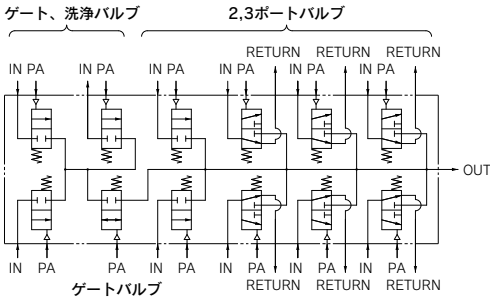 ゲート、洗浄バルブ
2,3ポートバルブ
RETURN RETURN RETURN
IN PA IN PA IN PA IN PA IN PA IN PA
OUT
IN PA PA IN PA IN PA IN PA IN PA
ゲートバルブ
RETURN RETURN RETURN